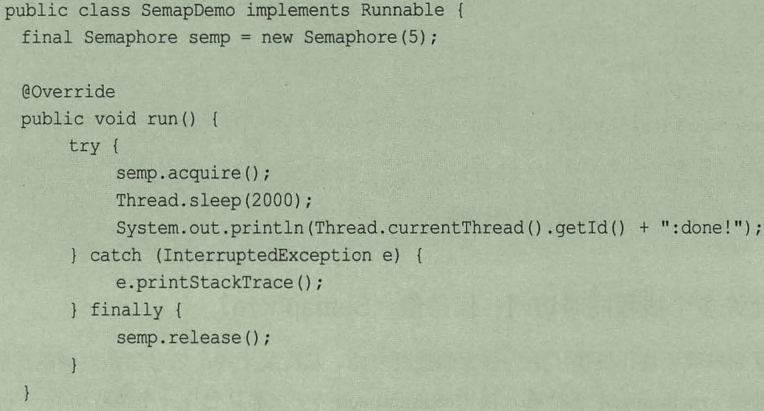 public class SemapDemo implements Runnable {
final Semaphore semp = new Semaphore(5);
@Override
public void run() {
try {
semp.acquire();
Thread.sleep(2000);
System.out.println(Thread.currentThread().getId() + ":done!");
} catch (InterruptedException e) {
e.printStackTrace();
} finally {
semp.release();
}
}